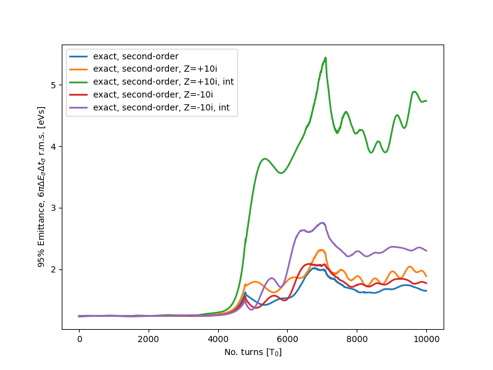 exact, second-order
exact, second-order, Z=+10i
exact, second-order, Z=+10i, int
exact, second-order, Z=-10i
exact, second-order, Z=-10i, int
95% Emittance, 6πΔE_σΔt_σ r.m.s. [eVs]
5
4
3
2
0
2000
4000
6000
8000
10000
No. turns [T₀]